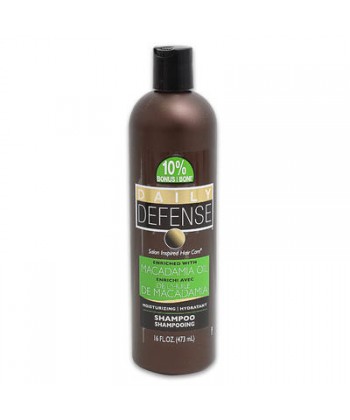 10%
BONUS | BONI
DAILY
DEFENSE
Salon Inspired Hair Care
ENRICHED WITH
MACADAMIA OIL
ENRICHI AVEC
DE MACADAMIA
MOISTURIZING | HYDRATANT
SHAMPOO
SHAMPOOING
16 FL.OZ. (473 mL)